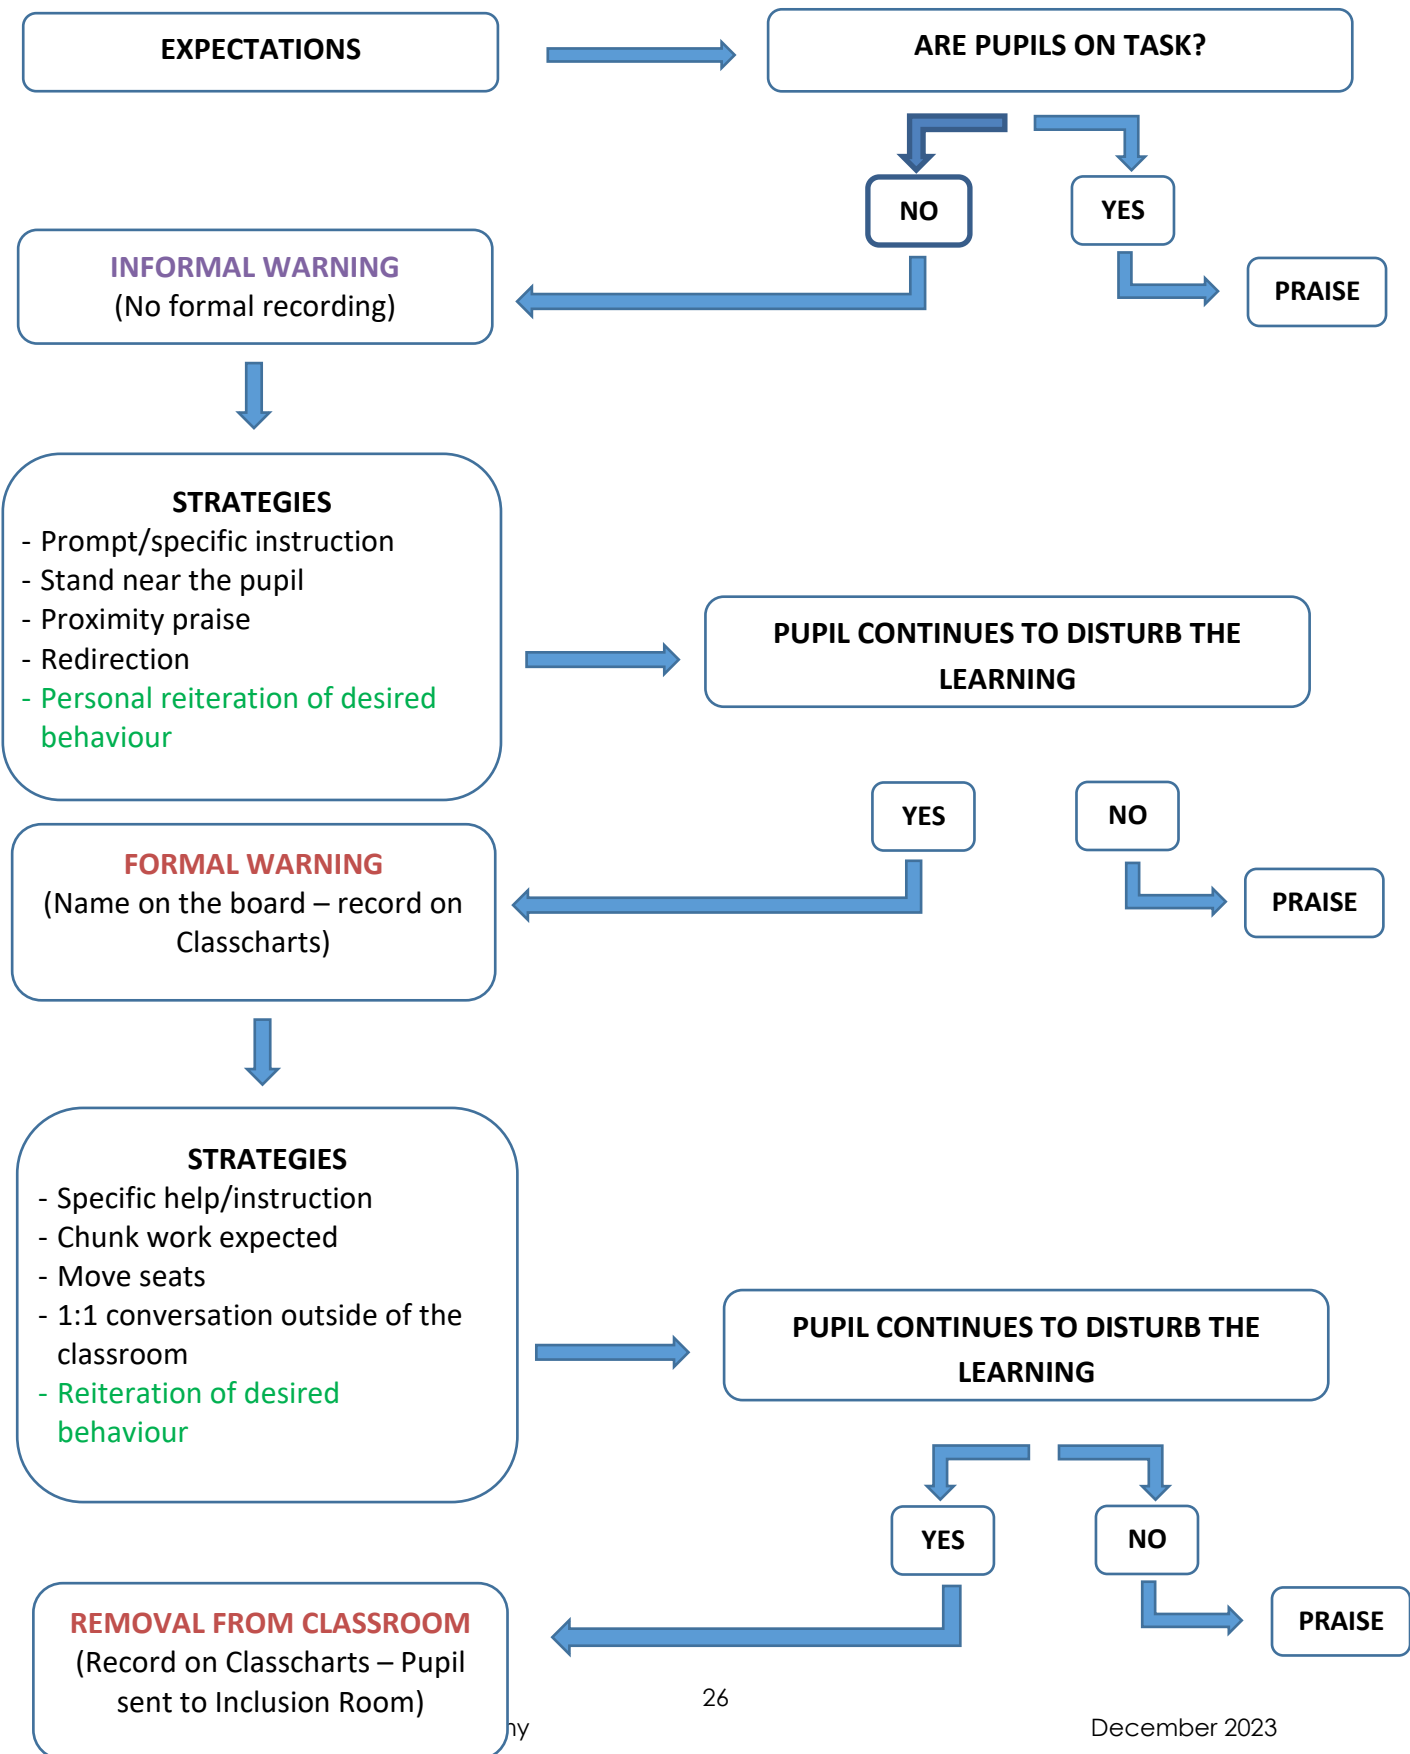 EXPECTATIONS
ARE PUPILS ON TASK?
NO
YES
INFORMAL WARNING
(No formal recording)
PRAISE
STRATEGIES
- Prompt/specific instruction
- Stand near the pupil
- Proximity praise
- Redirection
- Personal reiteration of desired
behaviour
PUPIL CONTINUES TO DISTURB THE
LEARNING
YES
NO
FORMAL WARNING
(Name on the board – record on
Classcharts)
PRAISE
STRATEGIES
- Specific help/instruction
- Chunk work expected
- Move seats
- 1:1 conversation outside of the
classroom
- Reiteration of desired
behaviour
PUPIL CONTINUES TO DISTURB THE
LEARNING
YES
NO
REMOVAL FROM CLASSROOM
(Record on Classcharts – Pupil
sent to Inclusion Room)
PRAISE
26
December 2023